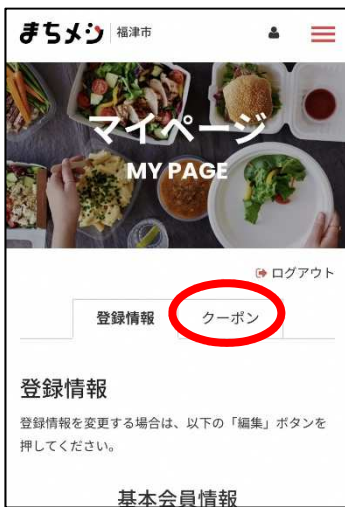 まちメシ 福津市
マイページ
MY PAGE
ログアウト
登録情報 クーポン
登録情報
登録情報を変更する場合は、以下の「編集」ボタンを
押してください。
基本会員情報